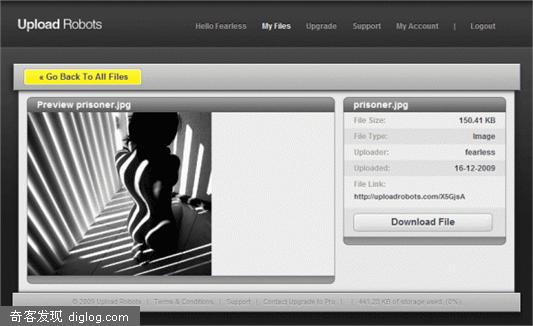 Upload Robots
Hello Fearless My Files Upgrade Support My Account | Logout
« Go Back To All Files
Preview prisoner.jpg
prisoner.jpg
File Size: 150.41 KB
File Type: Image
Uploader: fearless
Uploaded: 16-12-2009
File Link:
http://uploadrobots.com/X5GjsA
Download File
© 2009 Upload Robots | Terms & Conditions | Support | Contact Upgrade to Pro | | 441.28 KB of storage used. (0%)
奇客发现 diglog.com